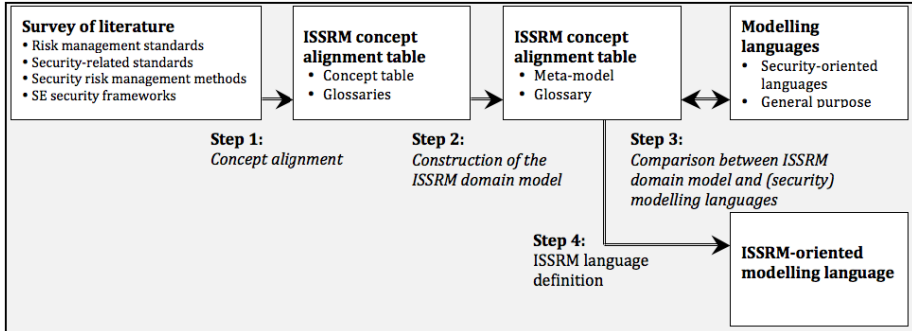 Survey of literature
• Risk management standards
• Security-related standards
• Security risk management methods
• SE security frameworks
ISSRM concept
alignment table
• Concept table
• Glossaries
ISSRM concept
alignment table
• Meta-model
• Glossary
Modelling
languages
• Security-oriented
languages
• General purpose
Step 1:
Concept alignment
Step 2:
Construction of the
ISSRM domain model
Step 3:
Comparison between ISSRM
domain model and (security)
modelling languages
Step 4:
ISSRM language
definition
ISSRM-oriented
modelling language